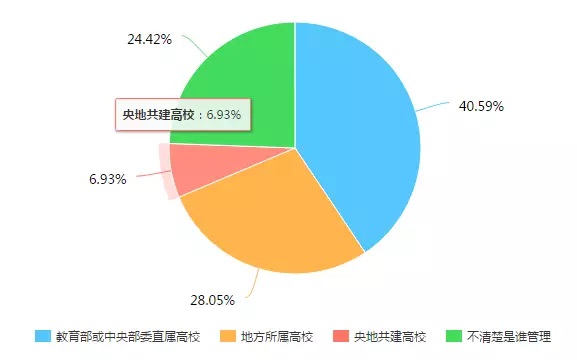 24.42%
40.59%
央地共建高校：6.93%
6.93%
28.05%
教育部或中央部委直属高校 地方所属高校 央地共建高校 不清楚是谁管理